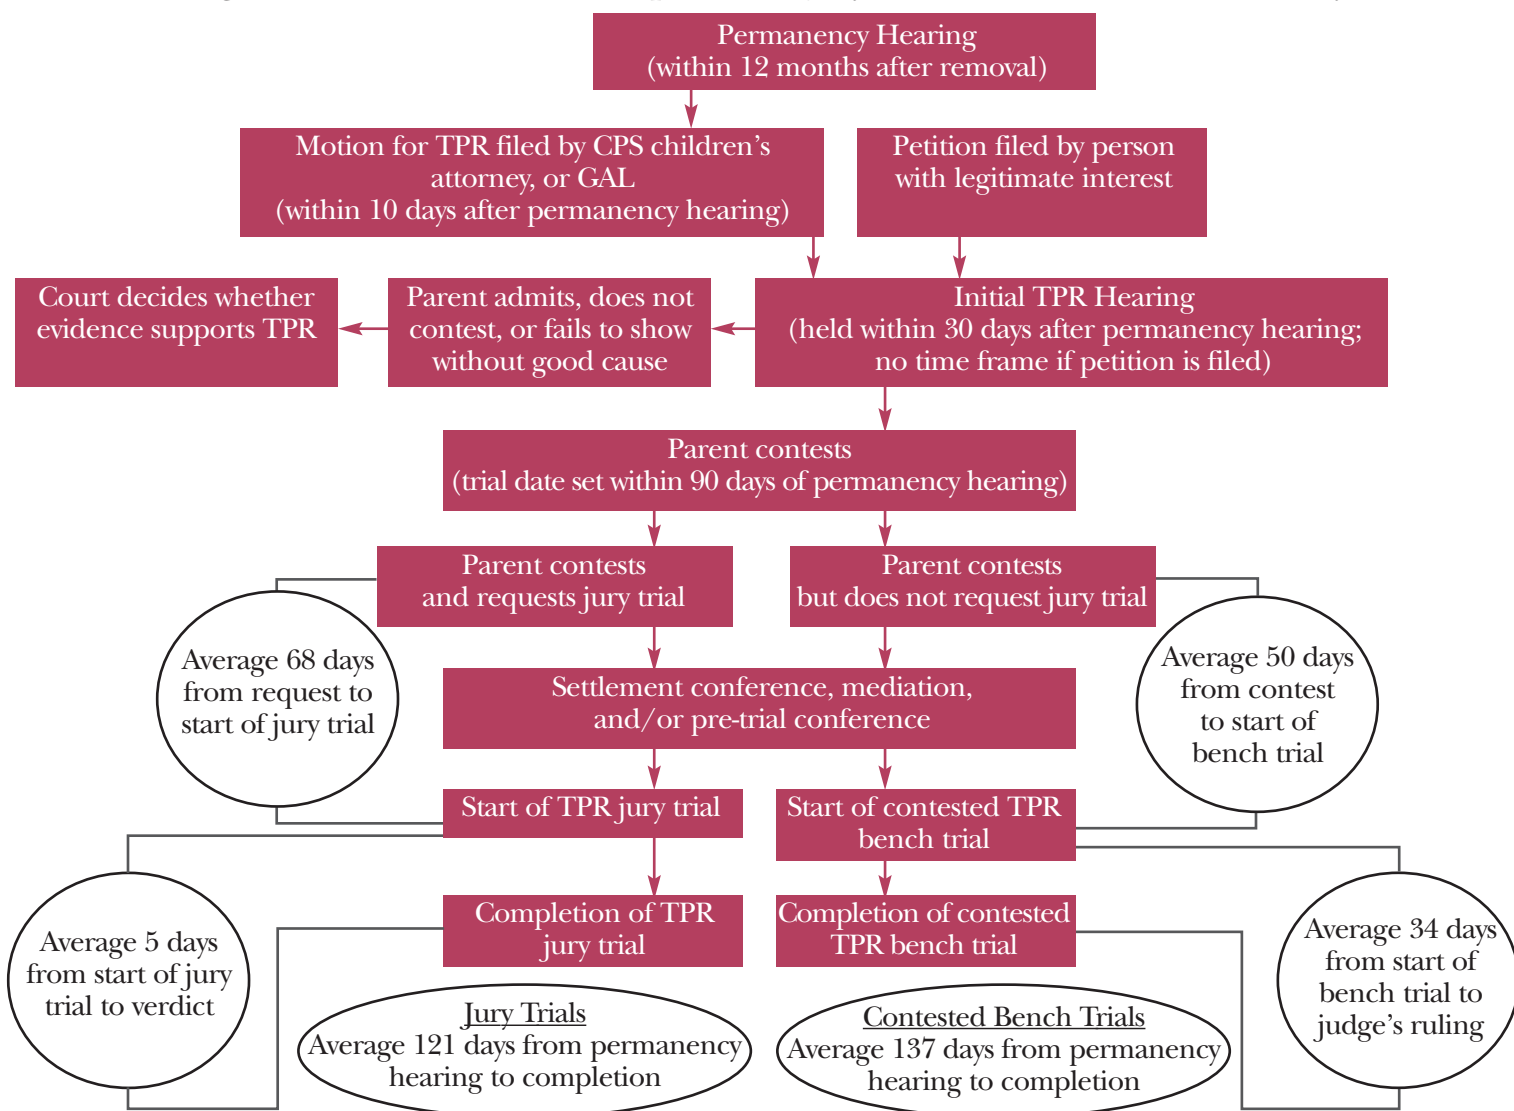 Permanency Hearing
(within 12 months after removal)
Motion for TPR filed by CPS children’s
attorney, or GAL
(within 10 days after permanency hearing)
Petition filed by person
with legitimate interest
Court decides whether
evidence supports TPR
Parent admits, does not
contest, or fails to show
without good cause
Initial TPR Hearing
(held within 30 days after permanency hearing;
no time frame if petition is filed)
Parent contests
(trial date set within 90 days of permanency hearing)
Parent contests
and requests jury trial
Parent contests
but does not request jury trial
Average 68 days
from request to
start of jury trial
Settlement conference, mediation,
and/or pre-trial conference
Average 50 days
from contest
to start of
bench trial
Start of TPR jury trial
Start of contested TPR
bench trial
Average 5 days
from start of jury
trial to verdict
Completion of TPR
jury trial
Completion of contested
TPR bench trial
Average 34 days
from start of
bench trial to
judge’s ruling
Jury Trials
Average 121 days from permanency
hearing to completion
Contested Bench Trials
Average 137 days from permanency
hearing to completion